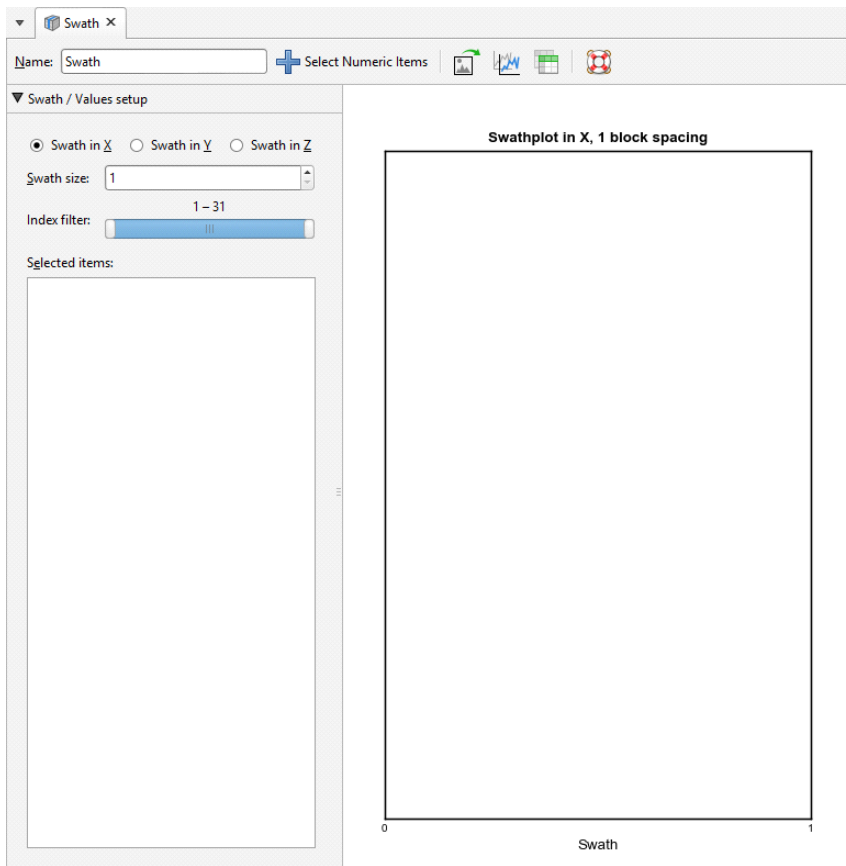 Swath
Name: Swath Select Numeric Items
Swath / Values setup
Swath in X Swath in Y Swath in Z
Swath size: 1
1 – 31
Index filter:
Selected items:
Swathplot in X, 1 block spacing
0 1
Swath